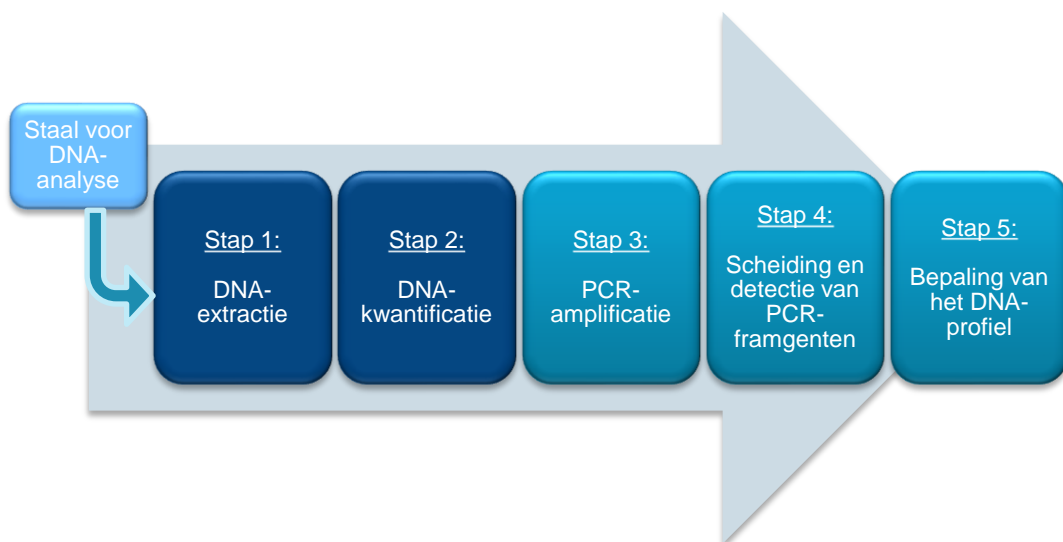 Staal voor
DNA-
analyse
Stap 1:
DNA-
extractie
Stap 2:
DNA-
kwantificatie
Stap 3:
PCR-
amplificatie
Stap 4:
Scheiding en
detectie van
PCR-
framgenten
Stap 5:
Bepaling van
het DNA-
profiel